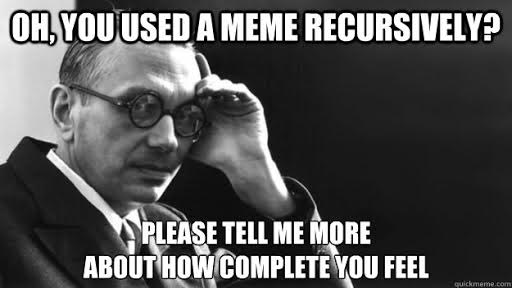 OH, YOU USED A MEME RECURSIVELY?
PLEASE TELL ME MORE
ABOUT HOW COMPLETE YOU FEEL
quickmeme.com